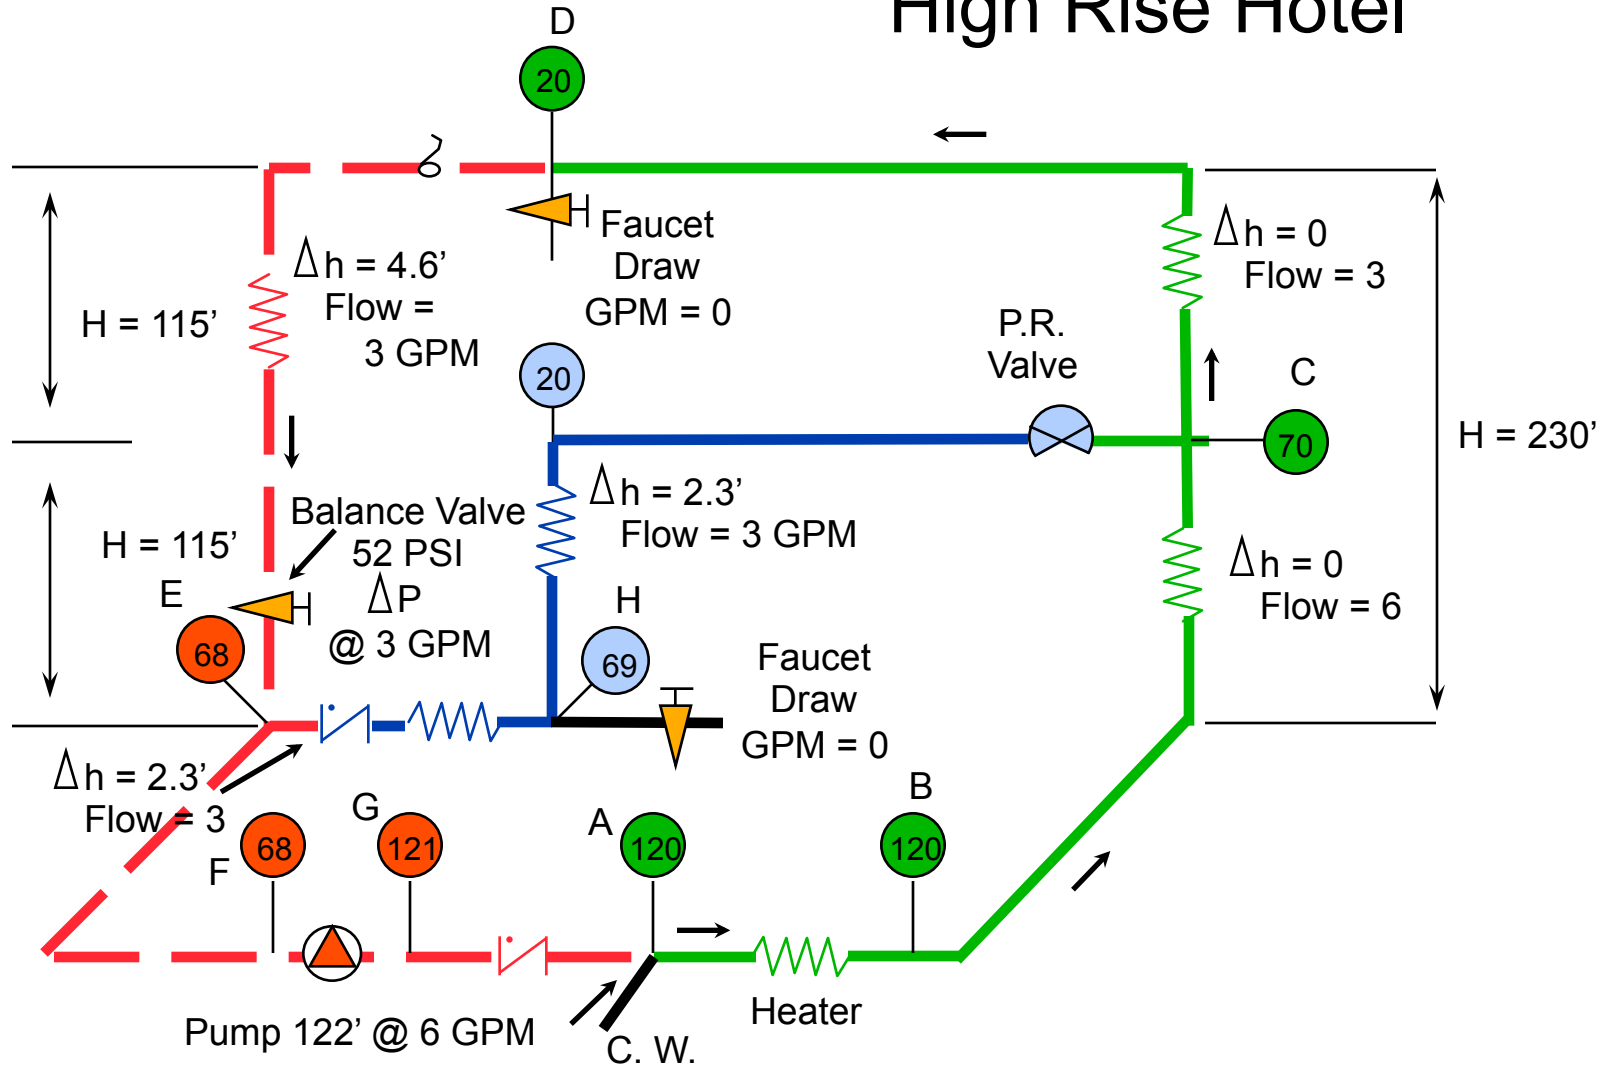 High Rise Hotel
D
20
Δh = 0
Flow = 3
Δh = 4.6’
Flow =
3 GPM
H = 115’
Faucet
Draw
GPM = 0
P.R.
Valve
20
C
70
H = 230’
Δh = 2.3’
Flow = 3 GPM
Balance Valve
52 PSI
ΔP
@ 3 GPM
H = 115’
E
68
H
69
Δh = 0
Flow = 6
Faucet
Draw
GPM = 0
Δh = 2.3’
Flow = 3
F
68
G
121
A
120
B
120
Heater
Pump 122’ @ 6 GPM
C. W.